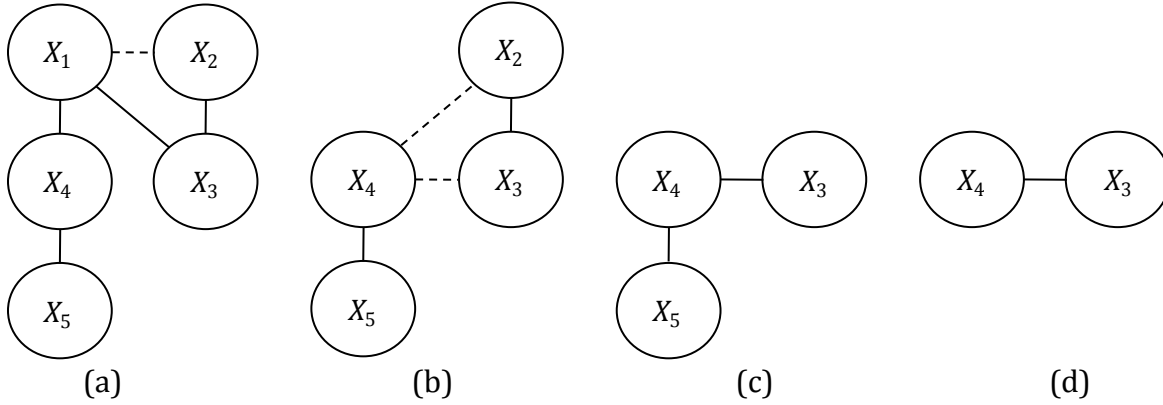 X₁ X₂
X₄ X₃
X₅
(a)
X₂
X₄ X₃
X₅
(b)
X₄ X₃
X₅
(c)
X₄ X₃
(d)